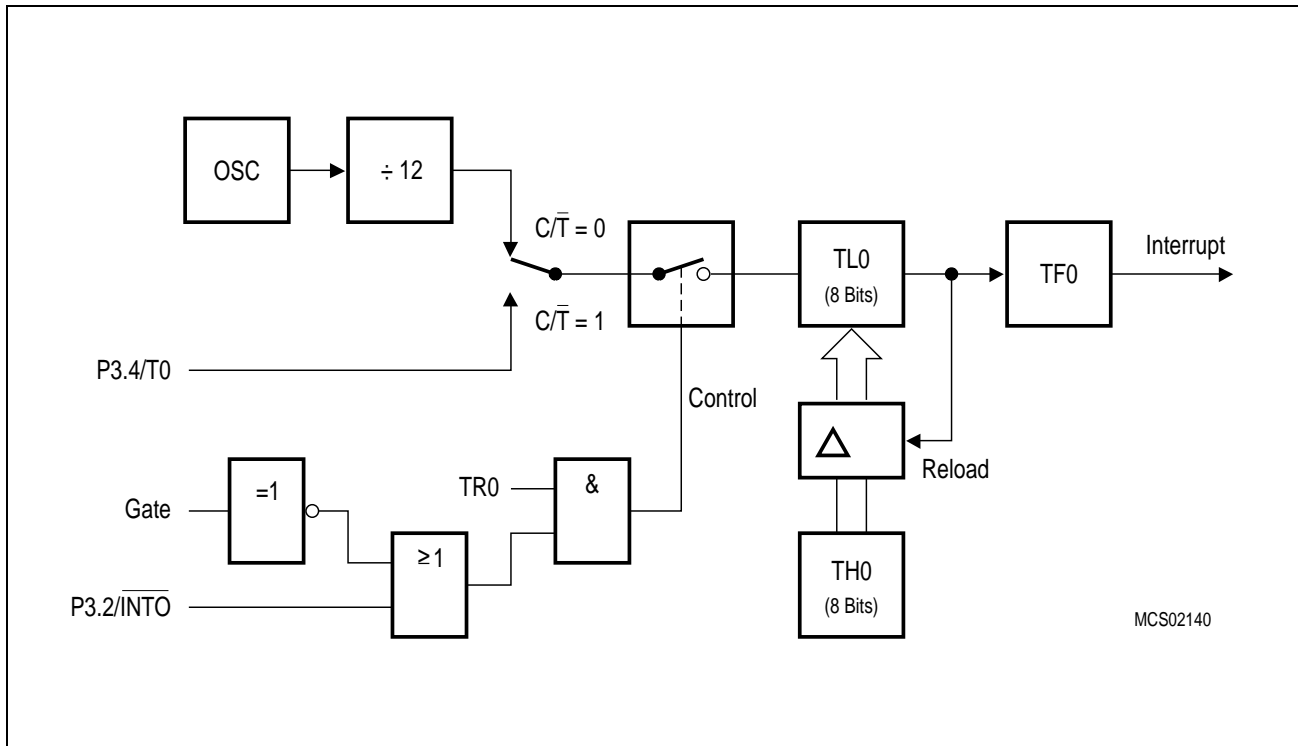 OSC
÷ 12
C/T̅ = 0
TL0
(8 Bits)
TF0
Interrupt
C/T̅ = 1
P3.4/T0
Control
Reload
TR0
&
=1
Gate
≥1
TH0
(8 Bits)
P3.2/I̅N̅T̅O̅
MCS02140